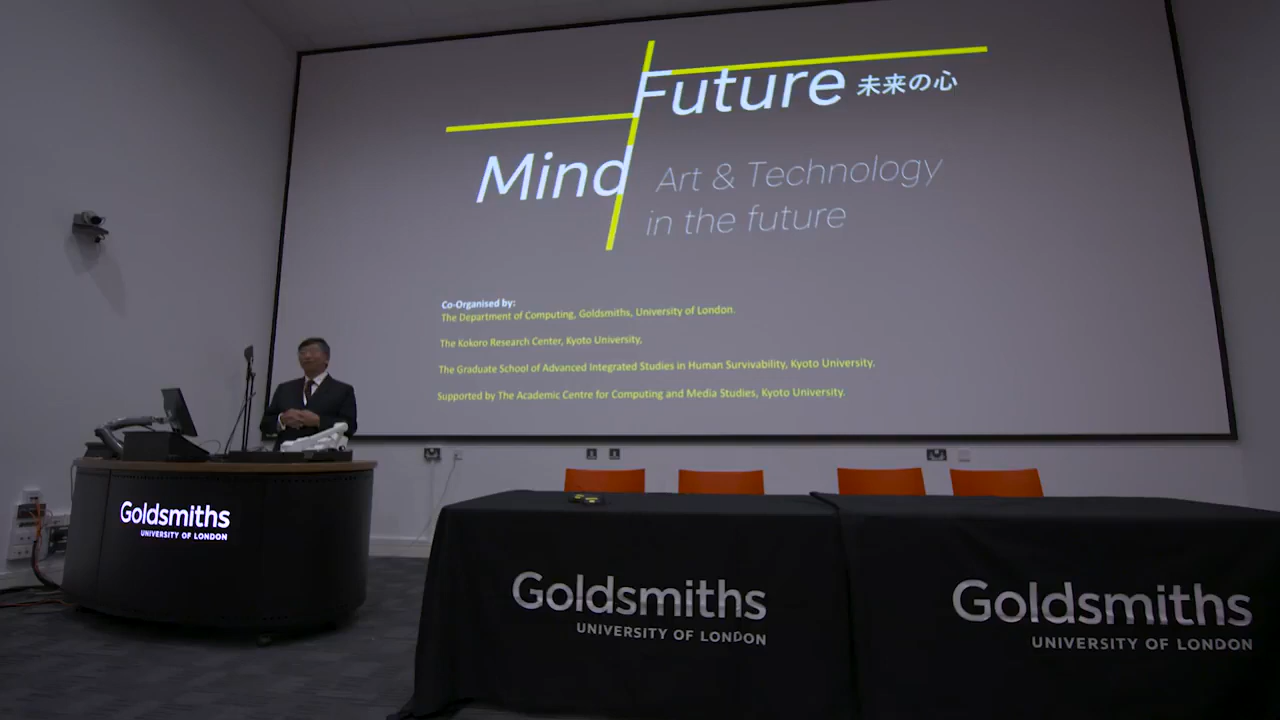 Future 未来の心
Mind Art & Technology
in the future
Co-Organised by:
The Department of Computing, Goldsmiths, University of London.
The Kokoro Research Center, Kyoto University,
The Graduate School of Advanced Integrated Studies in Human Survivability, Kyoto University.
Supported by The Academic Centre for Computing and Media Studies, Kyoto University.
Goldsmiths
UNIVERSITY OF LONDON
Goldsmiths
UNIVERSITY OF LONDON
Goldsmiths
UNIVERSITY OF LONDON